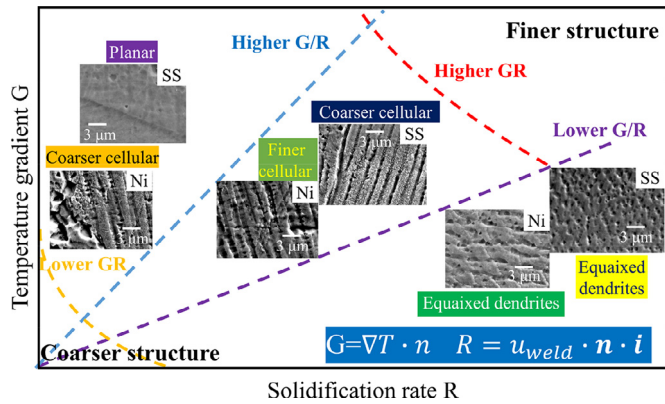 Finer structure
Higher G/R
Higher GR
Planar
SS
3 μm
Coarser cellular
SS
3 μm
Lower G/R
Coarser cellular
Ni
3 μm
Finer
cellular
Ni
3 μm
SS
3 μm
Ni
3 μm
Equaixed
dendrites
Equaixed dendrites
Lower GR
Coarser structure
G=∇T · n R = u_weld · n · i
Temperature gradient G
Solidification rate R